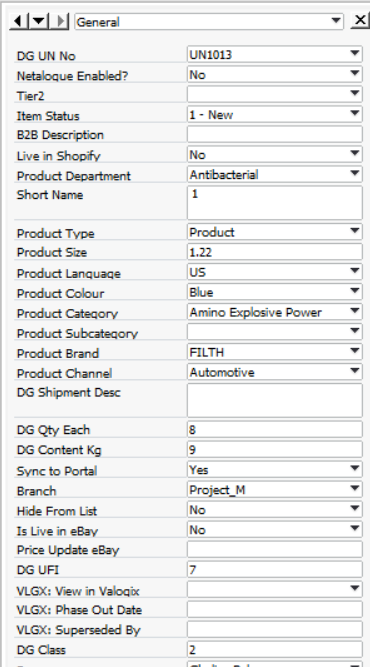 General
DG UN No UN1013
Netalogue Enabled? No
Tier2
Item Status 1 - New
B2B Description
Live in Shopify No
Product Department Antibacterial
Short Name 1
Product Type Product
Product Size 1.22
Product Language US
Product Colour Blue
Product Category Amino Explosive Power
Product Subcategory
Product Brand FILTH
Product Channel Automotive
DG Shipment Desc
DG Qty Each 8
DG Content Kg 9
Sync to Portal Yes
Branch Project_M
Hide From List No
Is Live in eBay No
Price Update eBay
DG UFI 7
VLGX: View in Valogix
VLGX: Phase Out Date
VLGX: Superseded By
DG Class 2